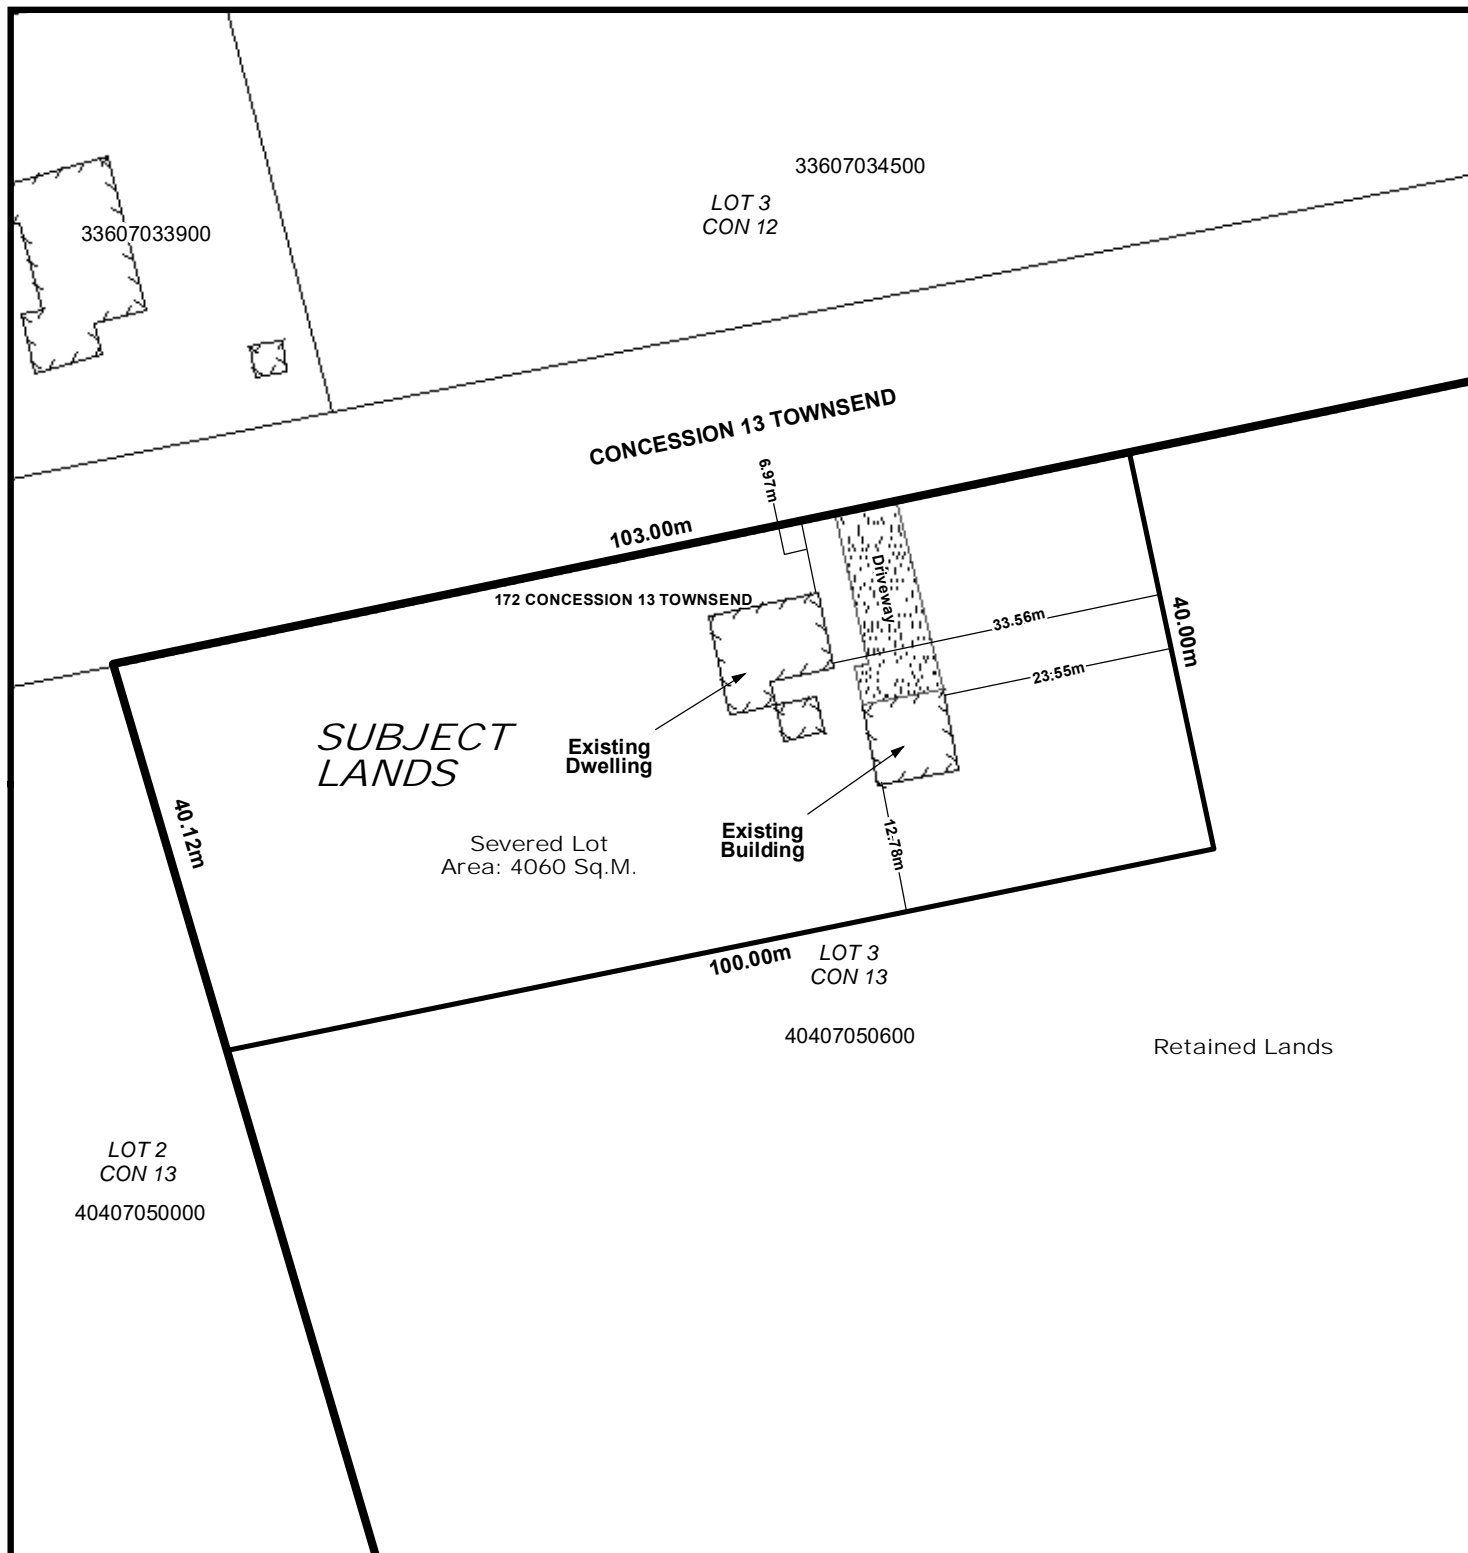 33607034500
LOT 3
CON 12
33607033900
CONCESSION 13 TOWNSEND
6.97m
103.00m
Driveway
172 CONCESSION 13 TOWNSEND
33.56m
40.00m
23.55m
SUBJECT
LANDS
Existing
Dwelling
40.12m
Existing
Building
12.78m
Severed Lot
Area: 4060 Sq.M.
100.00m
LOT 3
CON 13
40407050600
Retained Lands
LOT 2
CON 13
40407050000